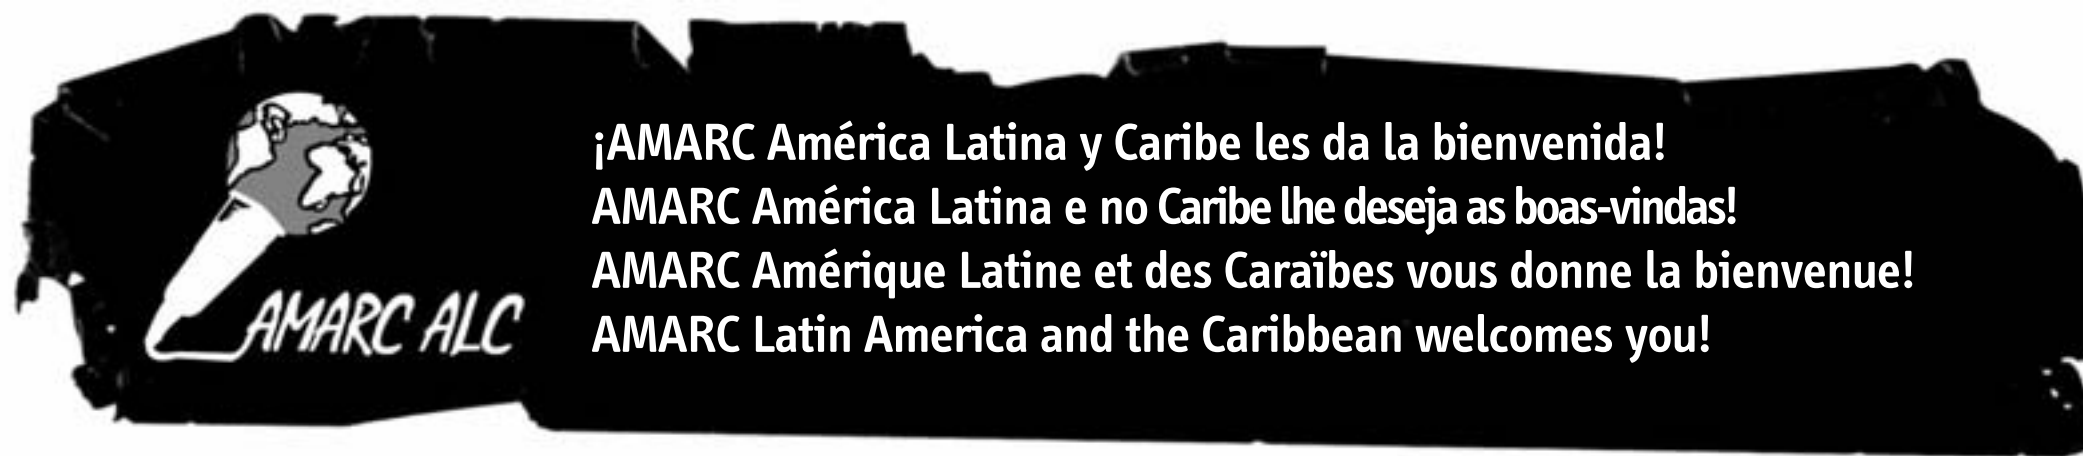 AMARC ALC
¡AMARC América Latina y Caribe les da la bienvenida!
AMARC América Latina e no Caribe lhe deseja as boas-vindas!
AMARC Amérique Latine et des Caraïbes vous donne la bienvenue!
AMARC Latin America and the Caribbean welcomes you!